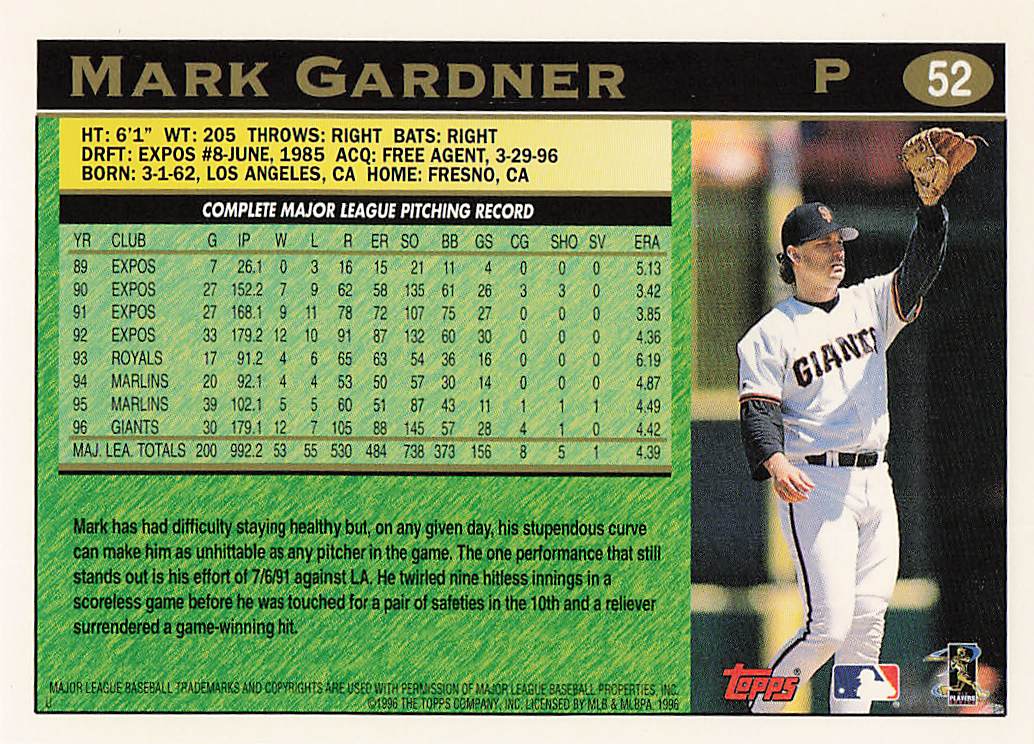 MARK GARDNER P 52
HT: 6'1" WT: 205 THROWS: RIGHT BATS: RIGHT
DRFT: EXPOS #8-JUNE, 1985 ACQ: FREE AGENT, 3-29-96
BORN: 3-1-62, LOS ANGELES, CA HOME: FRESNO, CA
COMPLETE MAJOR LEAGUE PITCHING RECORD
YR CLUB G IP W L R ER SO BB GS CG SHO SV ERA
89 EXPOS 7 26.1 0 3 16 15 21 11 4 0 0 0 5.13
90 EXPOS 27 152.2 7 9 62 58 135 61 26 3 3 0 3.42
91 EXPOS 27 168.1 9 11 78 72 107 75 27 0 0 0 3.85
92 EXPOS 33 179.2 12 10 91 87 132 60 30 0 0 0 4.36
93 ROYALS 17 91.2 4 6 65 63 54 36 16 0 0 0 6.19
94 MARLINS 20 92.1 4 4 53 50 57 30 14 0 0 0 4.87
95 MARLINS 39 102.1 5 5 60 51 87 43 11 1 1 1 4.49
96 GIANTS 30 179.1 12 7 105 88 145 57 28 4 1 0 4.42
MAJ. LEA. TOTALS 200 992.2 53 55 530 484 738 373 156 8 5 1 4.39
Mark has had difficulty staying healthy but, on any given day, his stupendous curve
can make him as unhittable as any pitcher in the game. The one performance that still
stands out is his effort of 7/6/91 against LA. He twirled nine hitless innings in a
scoreless game before he was touched for a pair of safeties in the 10th and a reliever
surrendered a game-winning hit.
GIANTS
SF
topps®
PLAYERS
MAJOR LEAGUE BASEBALL TRADEMARKS AND COPYRIGHTS ARE USED WITH PERMISSION OF MAJOR LEAGUE BASEBALL PROPERTIES, INC.
©1996 THE TOPPS COMPANY, INC. LICENSED BY MLB & MLBPA, 1996